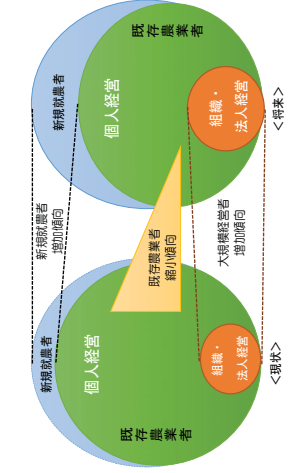 新規就農者
個人経営
既存農業者
組織・
法人経営
＜現状＞
新規就農者
増加傾向
既存農業者
縮小傾向
大規模経営者
増加傾向
新規就農者
個人経営
既存農業者
組織・
法人経営
＜将来＞